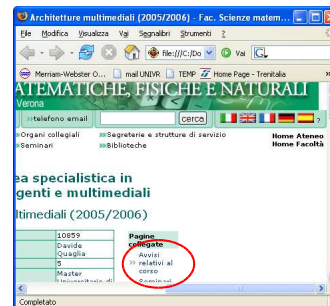 Architetture multimediali (2005/2006) - Fac. Scienze matem...
File Modifica Visualizza Vai Segnalibri Strumenti ?
file:///C:/Do Vai
Merriam-Webster O... mail UNIVR TEMP Home Page - Trenitalia
ATEMATICHE, FISICHE E NATURALI
Verona
telefono email cerca
Organi collegiali Segreterie e strutture di servizio Home Ateneo
Seminari Biblioteche Home Facoltà
ea specialistica in
genti e multimediali
ltimediali (2005/2006)
10859 Pagine
Davide collegate
Quaglia Avvisi
5 relativi al
Master corso
Universitario di Seminari
Completato